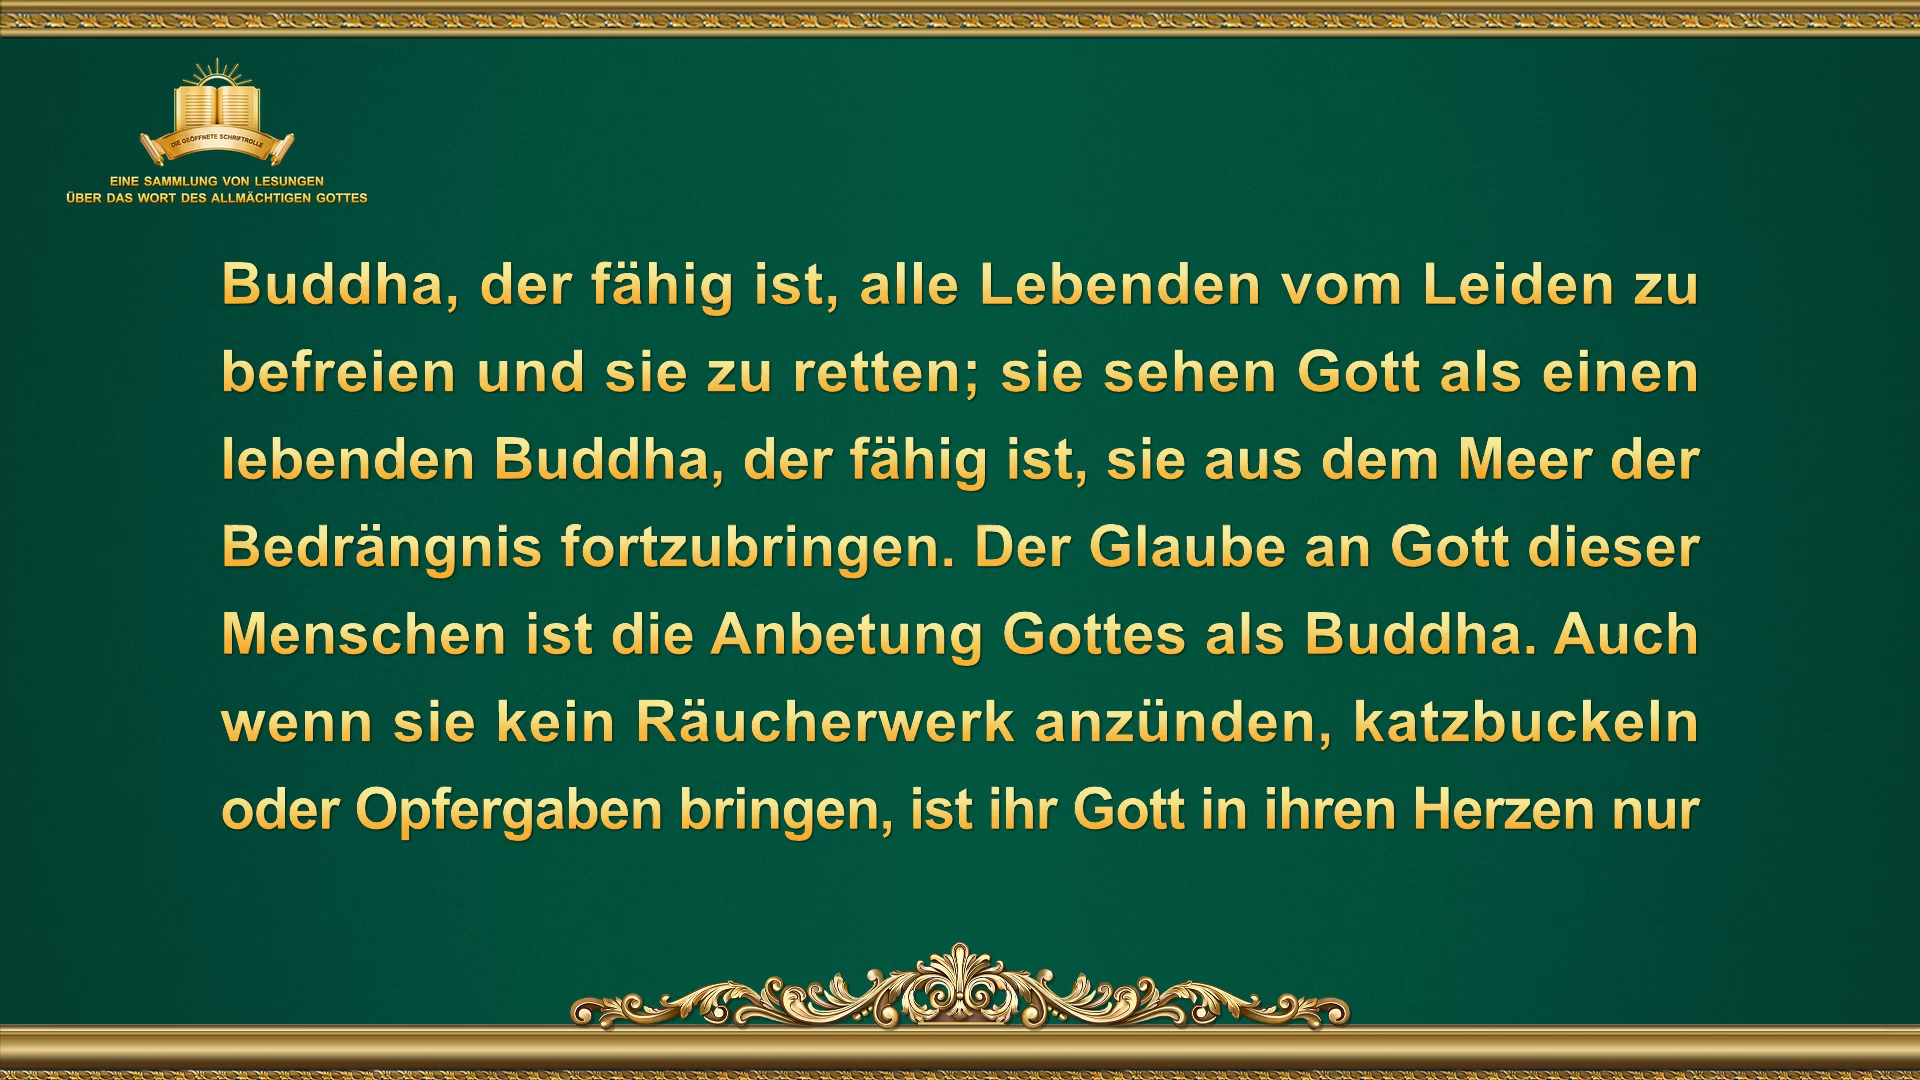 DIE GEÖFFNETE SCHRIFTROLLE
EINE SAMMLUNG VON LESUNGEN
ÜBER DAS WORT DES ALLMÄCHTIGEN GOTTES
Buddha, der fähig ist, alle Lebenden vom Leiden zu
befreien und sie zu retten; sie sehen Gott als einen
lebenden Buddha, der fähig ist, sie aus dem Meer der
Bedrängnis fortzubringen. Der Glaube an Gott dieser
Menschen ist die Anbetung Gottes als Buddha. Auch
wenn sie kein Räucherwerk anzünden, katzbuckeln
oder Opfergaben bringen, ist ihr Gott in ihren Herzen nur